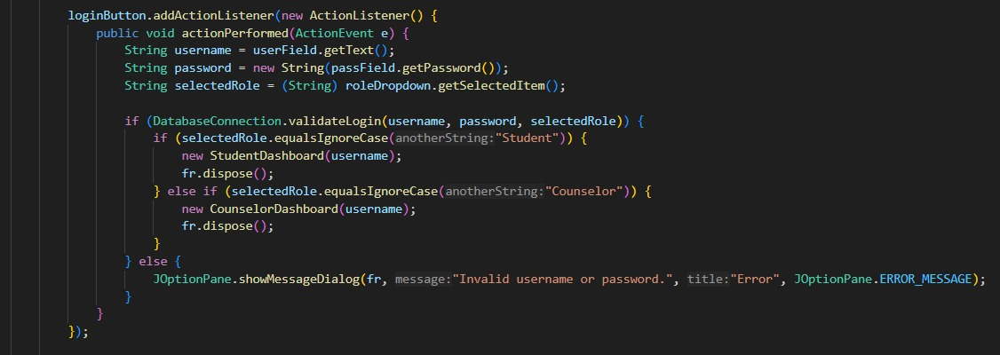 loginButton.addActionListener(new ActionListener() {
public void actionPerformed(ActionEvent e) {
String username = userField.getText();
String password = new String(passField.getPassword());
String selectedRole = (String) roleDropdown.getSelectedItem();
if (DatabaseConnection.validateLogin(username, password, selectedRole)) {
if (selectedRole.equalsIgnoreCase(anotherString:"Student")) {
new StudentDashboard(username);
fr.dispose();
} else if (selectedRole.equalsIgnoreCase(anotherString:"Counselor")) {
new CounselorDashboard(username);
fr.dispose();
}
} else {
JOptionPane.showMessageDialog(fr, message:"Invalid username or password.", title:"Error", JOptionPane.ERROR_MESSAGE);
}
}
});